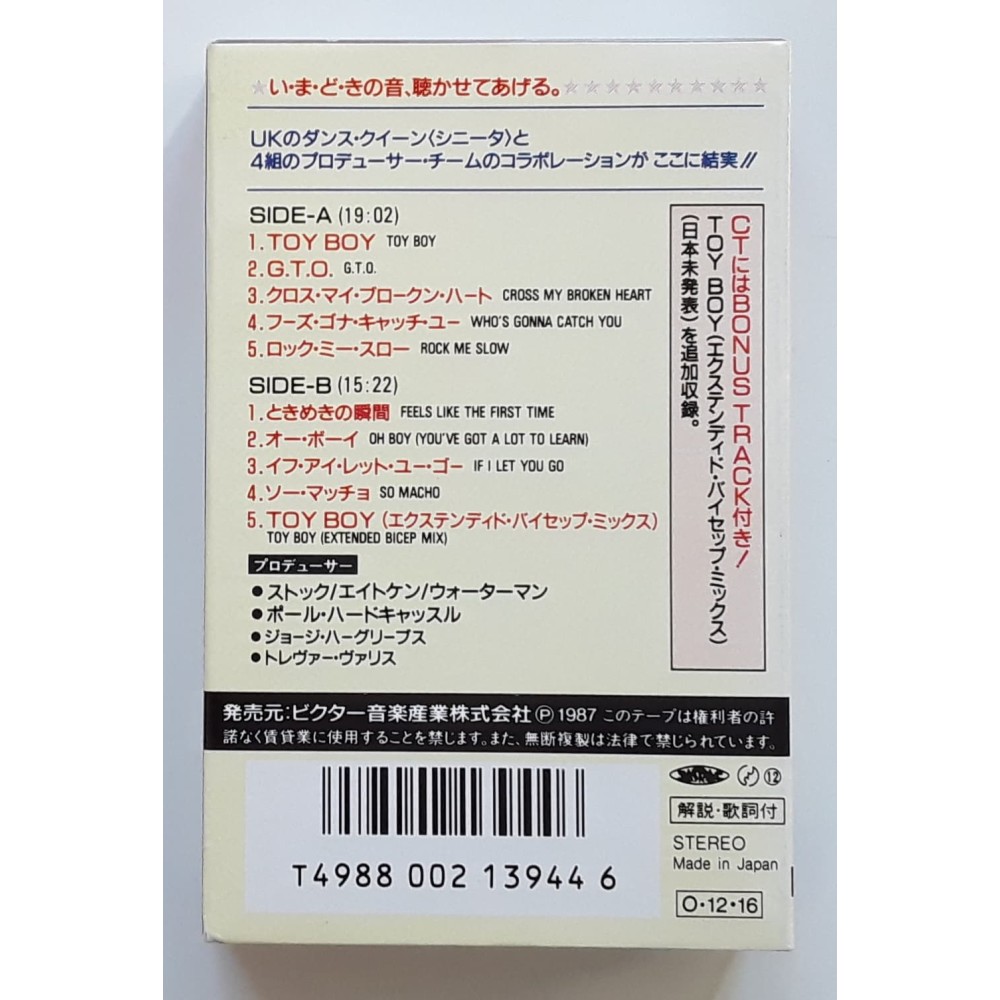 ★い・ま・ど・きの音、聴かせてあげる。★★★★★★★★★★
UKのダンス・クイーン〈シニータ〉と
4組のプロデューサー・チームのコラボレーションが ここに結実!!
SIDE-A (19:02)
1.TOY BOY TOY BOY
2.G.T.O. G.T.O.
3.クロス・マイ・ブロークン・ハート CROSS MY BROKEN HEART
4.フーズ・ゴナ・キャッチ・ユー WHO'S GONNA CATCH YOU
5.ロック・ミー・スロー ROCK ME SLOW
SIDE-B (15:22)
1.ときめきの瞬間 FEELS LIKE THE FIRST TIME
2.オー・ボーイ OH BOY (YOU'VE GOT A LOT TO LEARN)
3.イフ・アイ・レット・ユー・ゴー IF I LET YOU GO
4.ソー・マッチョ SO MACHO
5.TOY BOY (エクステンディド・バイセップ・ミックス)
TOY BOY (EXTENDED BICEP MIX)
CTにはBONUS TRACK付き!
TOY BOY(エクステンディド・バイセップ・ミックス)
(日本未発表)を追加収録。
プロデューサー
●ストック/エイトケン/ウォーターマン
●ポール・ハードキャッスル
●ジョージ・ハーグリーブス
●トレヴァー・ヴァリス
発売元:ビクター音楽産業株式会社 Ⓟ 1987 このテープは権利者の許
諾なく賃貸業に使用することを禁じます。また、無断複製は法律で禁じられています。
JASRAC ⑫
解説・歌詞付
STEREO
Made in Japan
O・12・16
T4988 002 13944 6